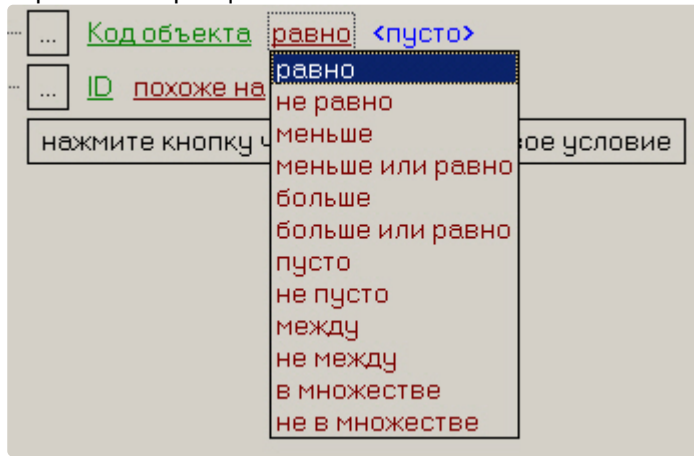 ... Код объекта равно <пусто>
равно
... ID похоже на
не равно
нажмите кнопку ое условие
меньше
меньше или равно
больше
больше или равно
пусто
не пусто
между
не между
в множестве
не в множестве